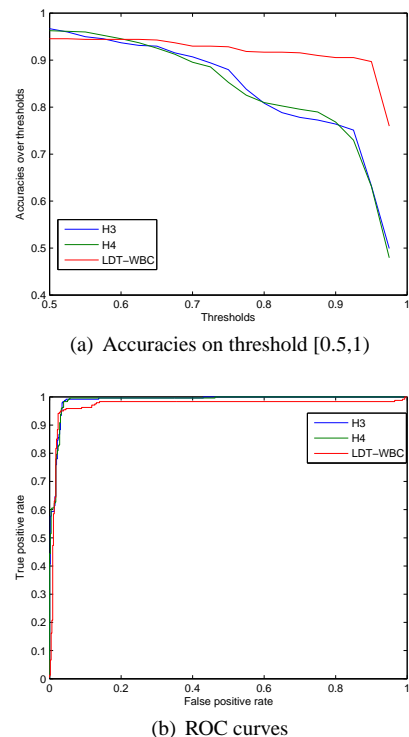 1
0.9
0.8
0.7
0.6
0.5
0.4
Accuracies over thresholds
H3
H4
LDT−WBC
0.5 0.6 0.7 0.8 0.9 1
Thresholds
(a) Accuracies on threshold [0.5,1)
1
0.9
0.8
0.7
0.6
0.5
0.4
0.3
0.2
0.1
0
True positive rate
H3
H4
LDT−WBC
0 0.2 0.4 0.6 0.8 1
False positive rate
(b) ROC curves